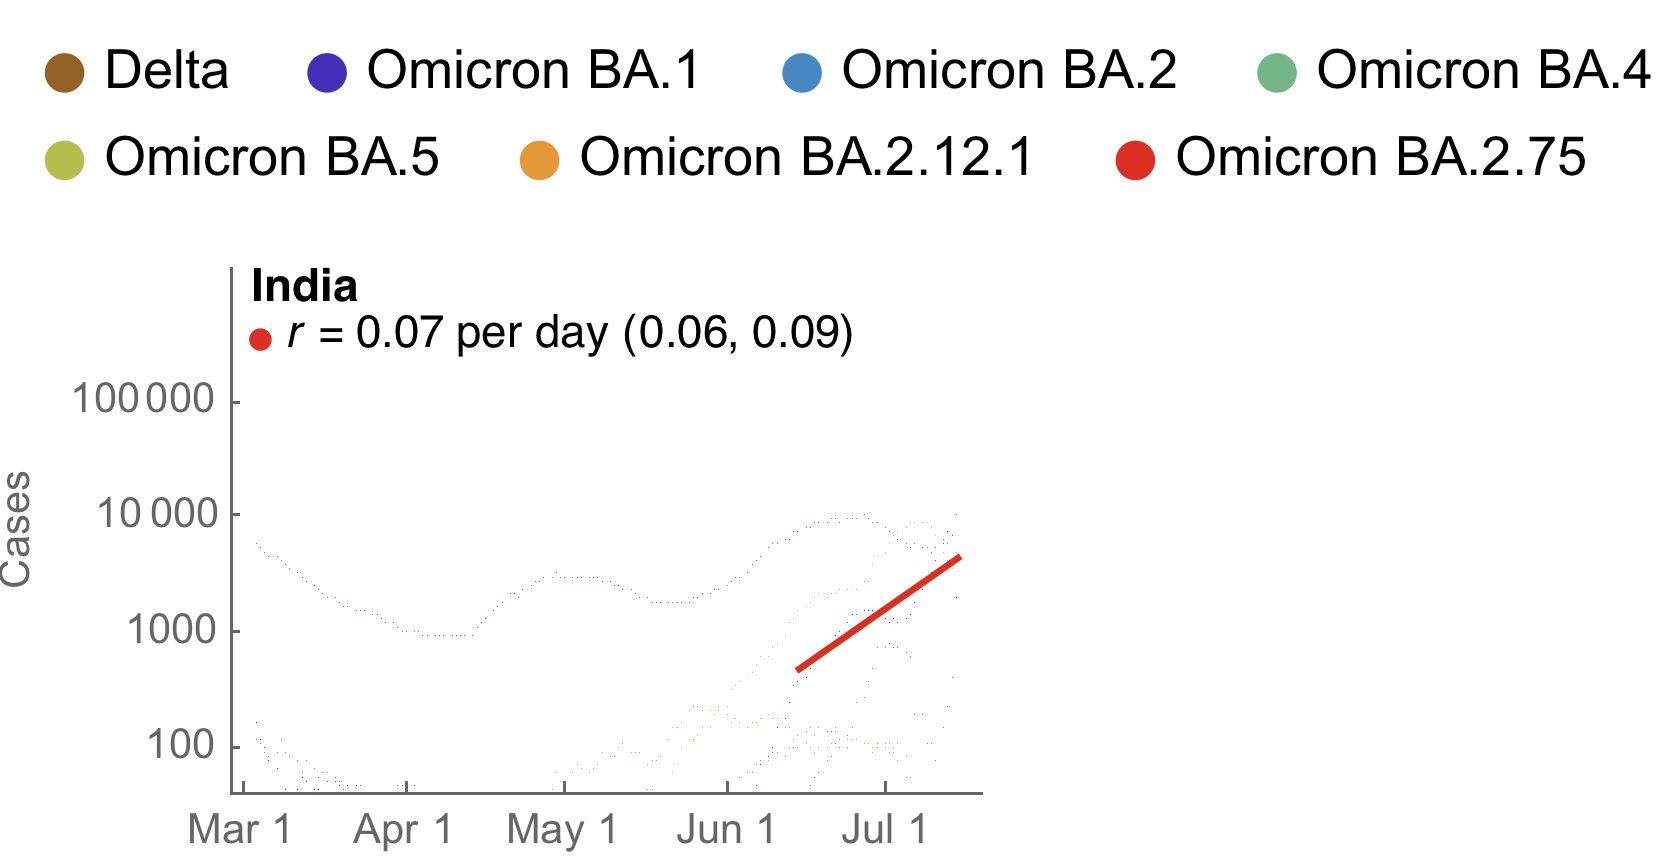 Delta Omicron BA.1 Omicron BA.2 Omicron BA.4
Omicron BA.5 Omicron BA.2.12.1 Omicron BA.2.75
India
r = 0.07 per day (0.06, 0.09)
100 000
10 000
1000
100
Cases
Mar 1 Apr 1 May 1 Jun 1 Jul 1